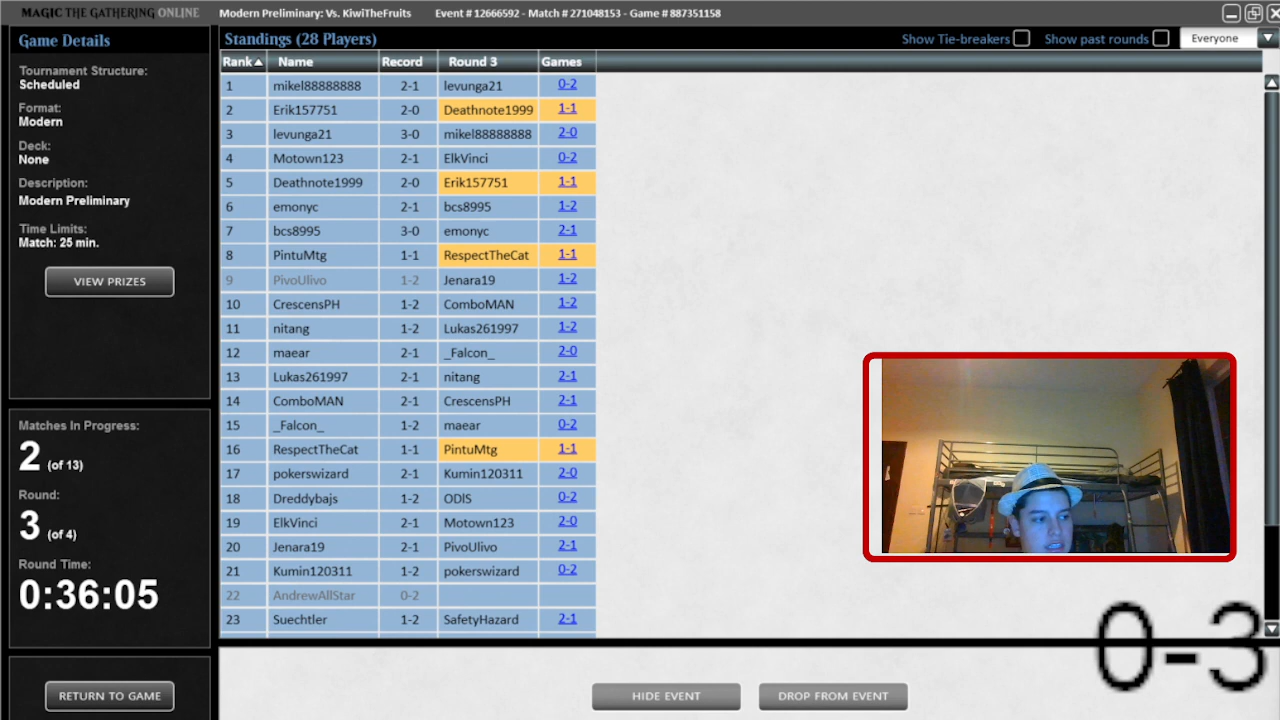 MAGIC THE GATHERING ONLINE Modern Preliminary: Vs. KiwiTheFruits Event # 12666592 - Match # 271048153 - Game # 887351158
Game Details
Tournament Structure:
Scheduled
Format:
Modern
Deck:
None
Description:
Modern Preliminary
Time Limits:
Match: 25 min.
VIEW PRIZES
Matches In Progress:
2 (of 13)
Round:
3 (of 4)
Round Time:
0:36:05
RETURN TO GAME
Standings (28 Players) Show Tie-breakers Show past rounds Everyone
Rank Name Record Round 3 Games
1 mikel88888888 2-1 levunga21 0-2
2 Erik157751 2-0 Deathnote1999 1-1
3 levunga21 3-0 mikel88888888 2-0
4 Motown123 2-1 ElkVinci 0-2
5 Deathnote1999 2-0 Erik157751 1-1
6 emonyc 2-1 bcs8995 1-2
7 bcs8995 3-0 emonyc 2-1
8 PintuMtg 1-1 RespectTheCat 1-1
9 PivoUlivo 1-2 Jenara19 1-2
10 CrescensPH 1-2 ComboMAN 1-2
11 nitang 1-2 Lukas261997 1-2
12 maear 2-1 _Falcon_ 2-0
13 Lukas261997 2-1 nitang 2-1
14 ComboMAN 2-1 CrescensPH 2-1
15 _Falcon_ 1-2 maear 0-2
16 RespectTheCat 1-1 PintuMtg 1-1
17 pokerswizard 2-1 Kumin120311 2-0
18 Dreddybajs 1-2 ODIS 0-2
19 ElkVinci 2-1 Motown123 2-0
20 Jenara19 2-1 PivoUlivo 2-1
21 Kumin120311 1-2 pokerswizard 0-2
22 AndrewAllStar 0-2
23 Suechtler 1-2 SafetyHazard 2-1
0-3
HIDE EVENT DROP FROM EVENT